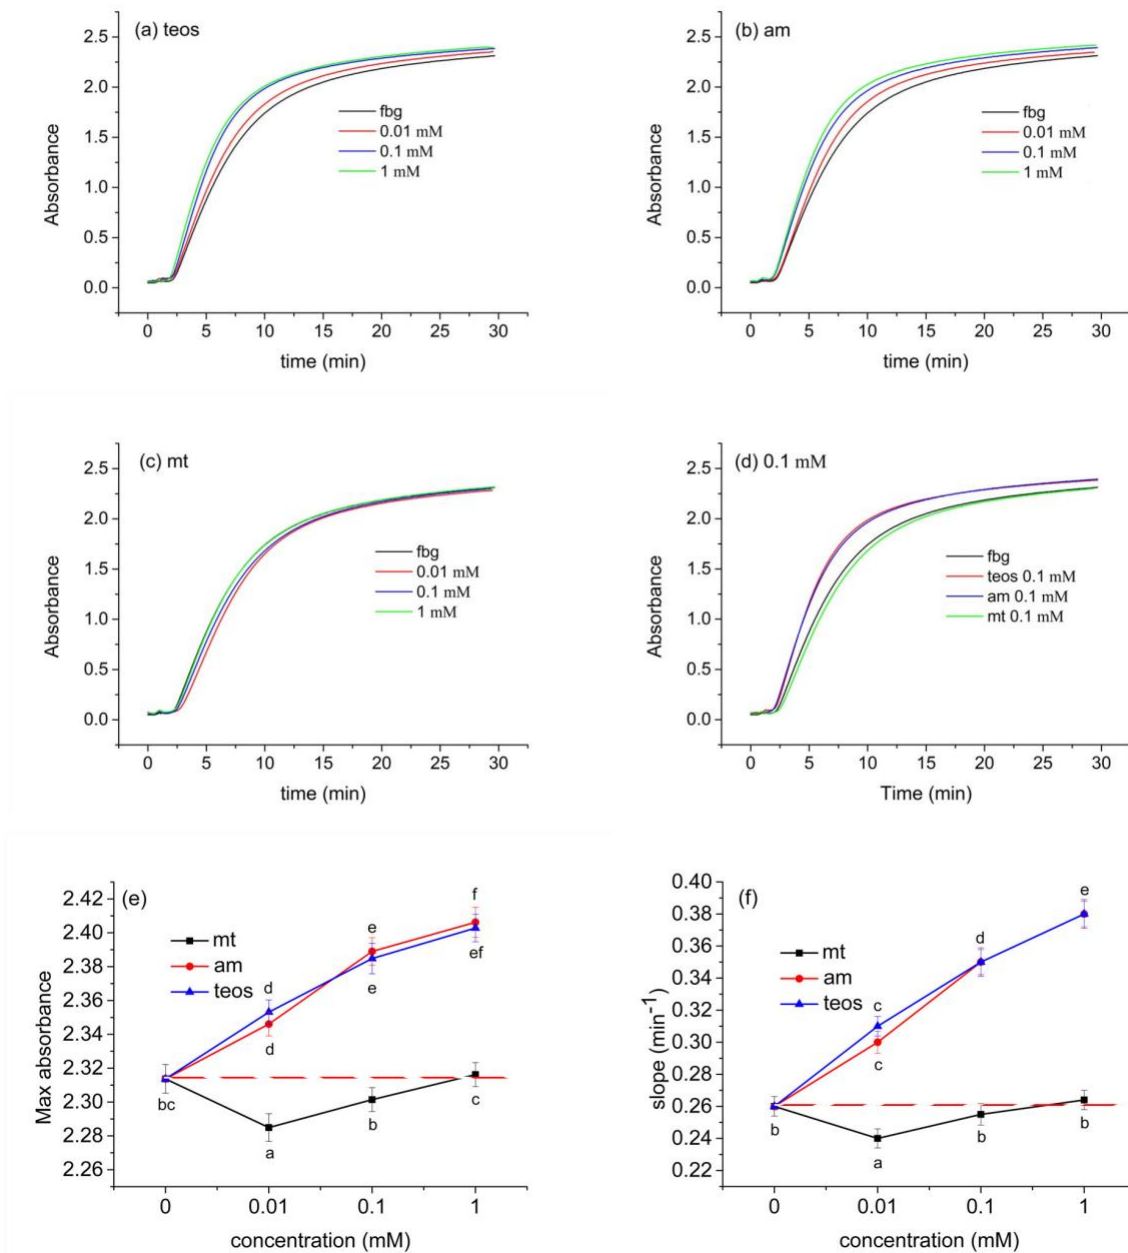 (a) teos
2.5
2.0
1.5
1.0
0.5
0.0
Absorbance
fbg
0.01 mM
0.1 mM
1 mM
0 5 10 15 20 25 30
time (min)
(b) am
2.5
2.0
1.5
1.0
0.5
0.0
Absorbance
fbg
0.01 mM
0.1 mM
1 mM
0 5 10 15 20 25 30
time (min)
(c) mt
2.5
2.0
1.5
1.0
0.5
0.0
Absorbance
fbg
0.01 mM
0.1 mM
1 mM
0 5 10 15 20 25 30
time (min)
(d) 0.1 mM
2.5
2.0
1.5
1.0
0.5
0.0
Absorbance
fbg
teos 0.1 mM
am 0.1 mM
mt 0.1 mM
0 5 10 15 20 25 30
Time (min)
(e)
2.42
2.40
2.38
2.36
2.34
2.32
2.30
2.28
2.26
Max absorbance
mt
am
teos
f
e
ef
d
e
d
bc
c
b
a
0 0.01 0.1 1
concentration (mM)
(f)
0.40
0.38
0.36
0.34
0.32
0.30
0.28
0.26
0.24
0.22
slope (min⁻¹)
mt
am
teos
e
d
c
c
b
b
b
a
0 0.01 0.1 1
concentration (mM)